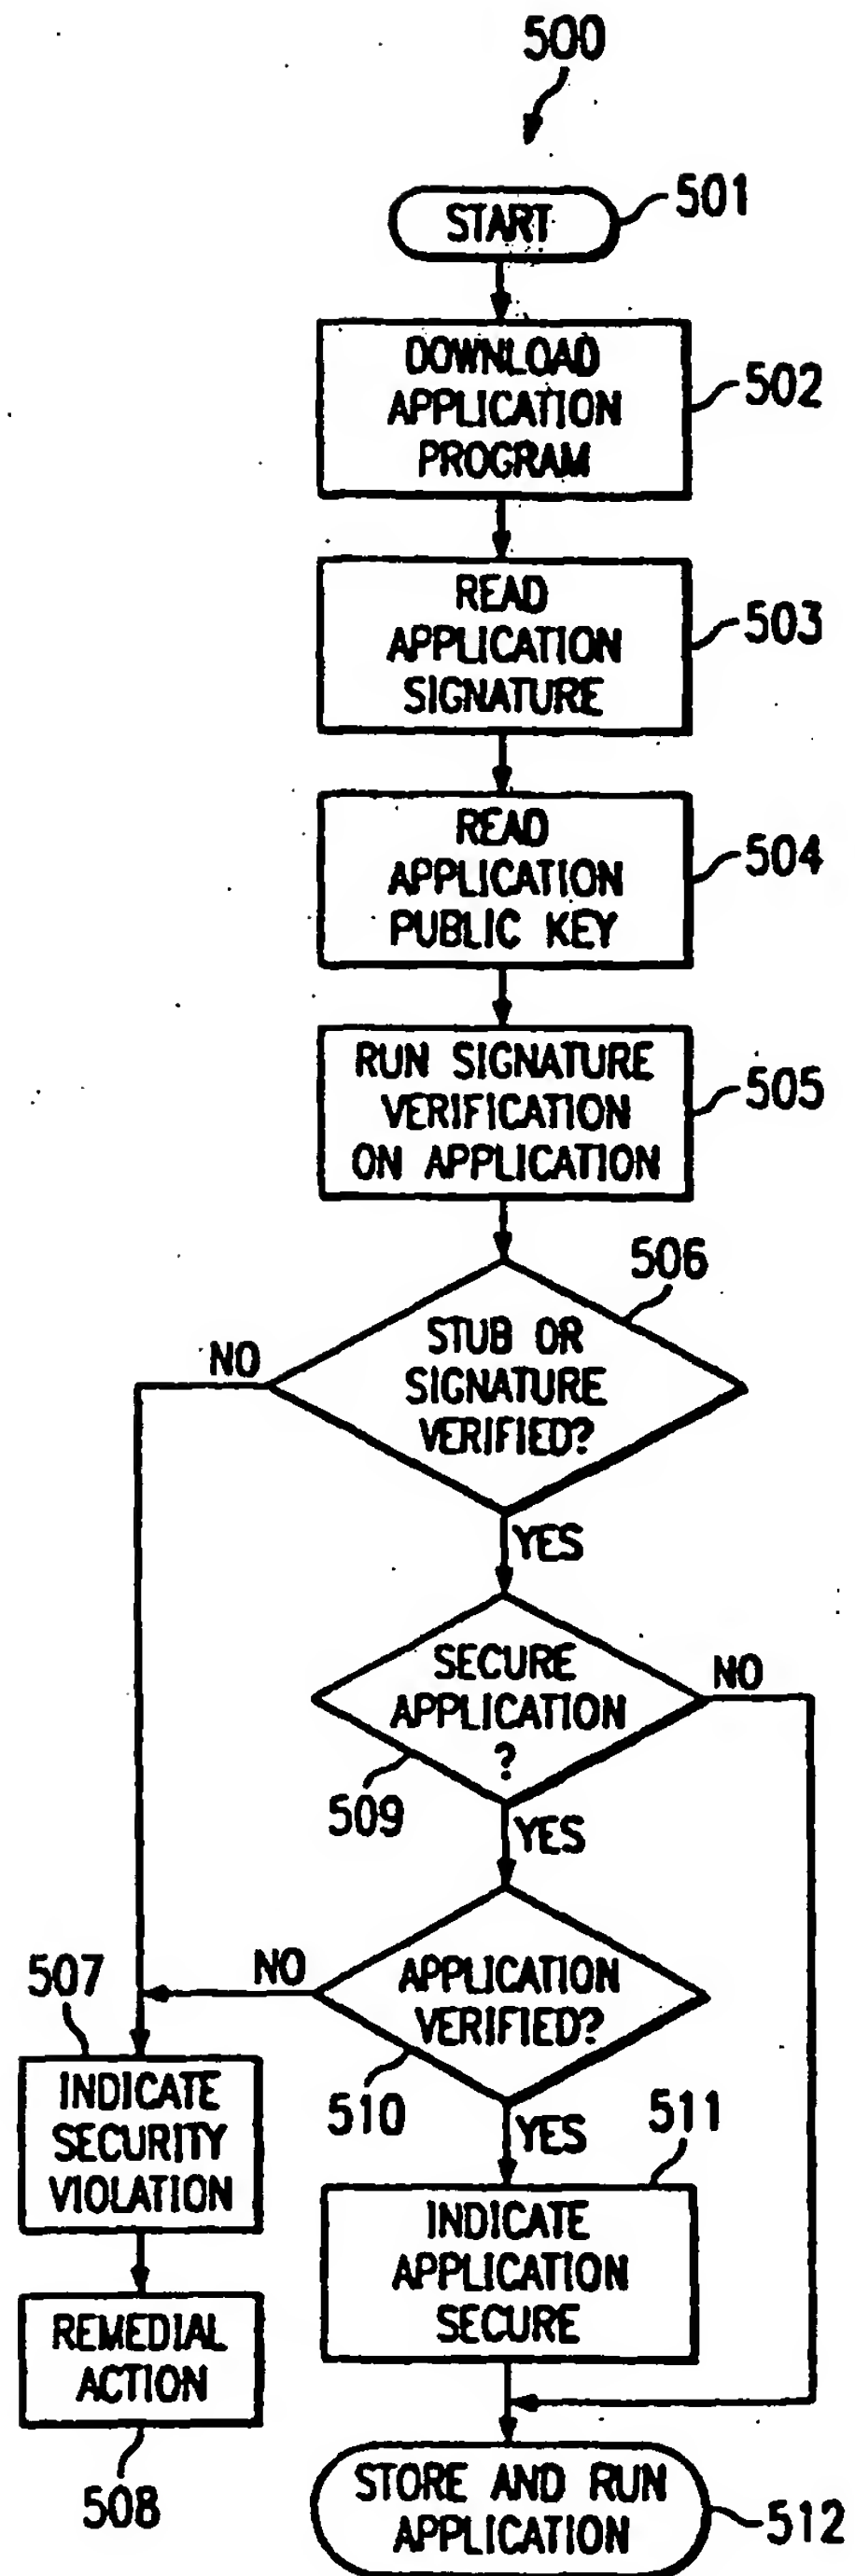 500
START
501
DOWNLOAD
APPLICATION
PROGRAM
502
READ
APPLICATION
SIGNATURE
503
READ
APPLICATION
PUBLIC KEY
504
RUN SIGNATURE
VERIFICATION
ON APPLICATION
505
506
STUB OR
SIGNATURE
VERIFIED?
NO
YES
SECURE
APPLICATION
?
NO
509
YES
APPLICATION
VERIFIED?
NO
510
YES
507
INDICATE
SECURITY
VIOLATION
511
INDICATE
APPLICATION
SECURE
REMEDIAL
ACTION
508
STORE AND RUN
APPLICATION
512